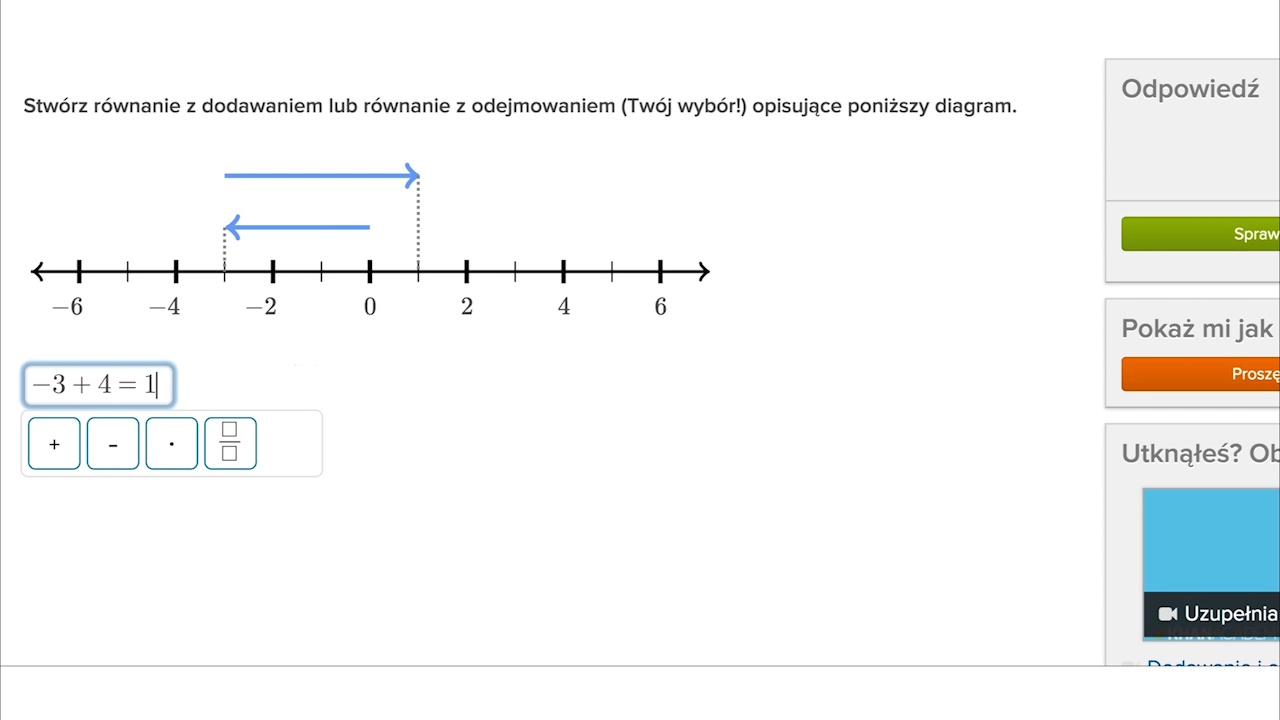 Stwórz równanie z dodawaniem lub równanie z odejmowaniem (Twój wybór!) opisujące poniższy diagram.
−6 −4 −2 0 2 4 6
−3 + 4 = 1
+ - ·
Odpowiedź
Spraw
Pokaż mi jak
Proszę
Utknąłeś? Ob
Uzupełnia